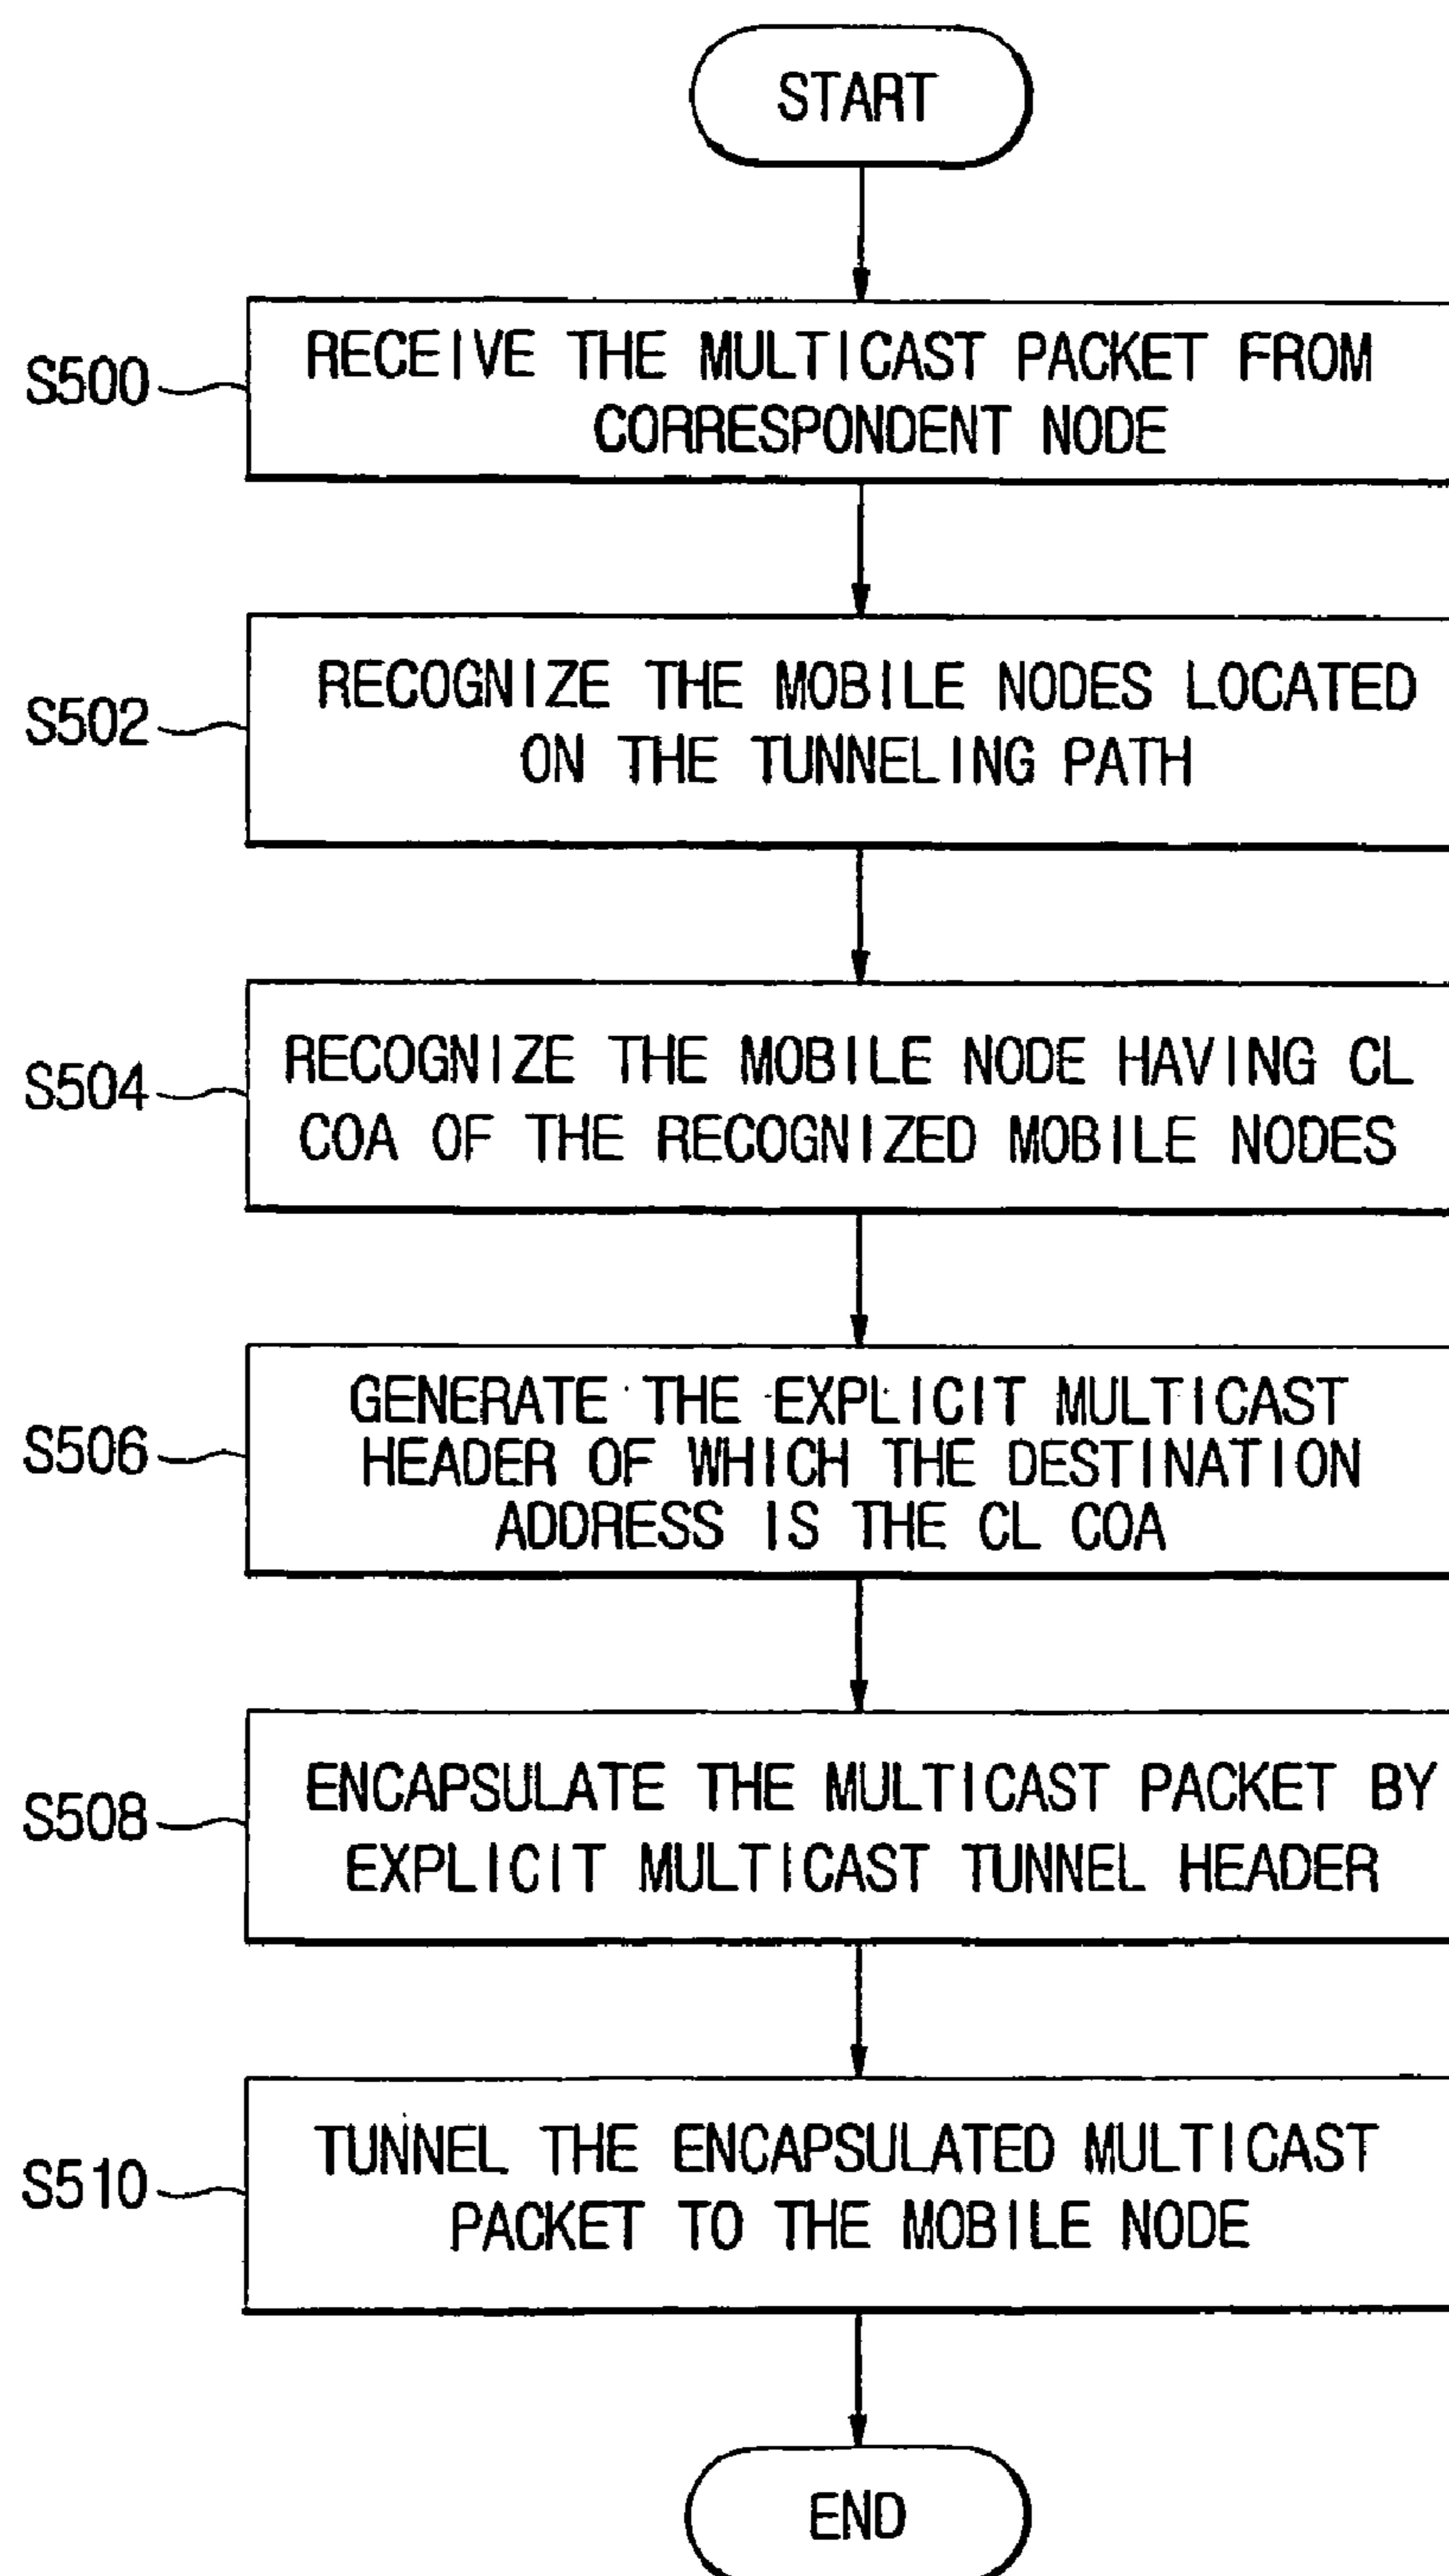 START
S500
RECEIVE THE MULTICAST PACKET FROM
CORRESPONDENT NODE
S502
RECOGNIZE THE MOBILE NODES LOCATED
ON THE TUNNELING PATH
S504
RECOGNIZE THE MOBILE NODE HAVING CL
COA OF THE RECOGNIZED MOBILE NODES
S506
GENERATE THE EXPLICIT MULTICAST
HEADER OF WHICH THE DESTINATION
ADDRESS IS THE CL COA
S508
ENCAPSULATE THE MULTICAST PACKET BY
EXPLICIT MULTICAST TUNNEL HEADER
S510
TUNNEL THE ENCAPSULATED MULTICAST
PACKET TO THE MOBILE NODE
END